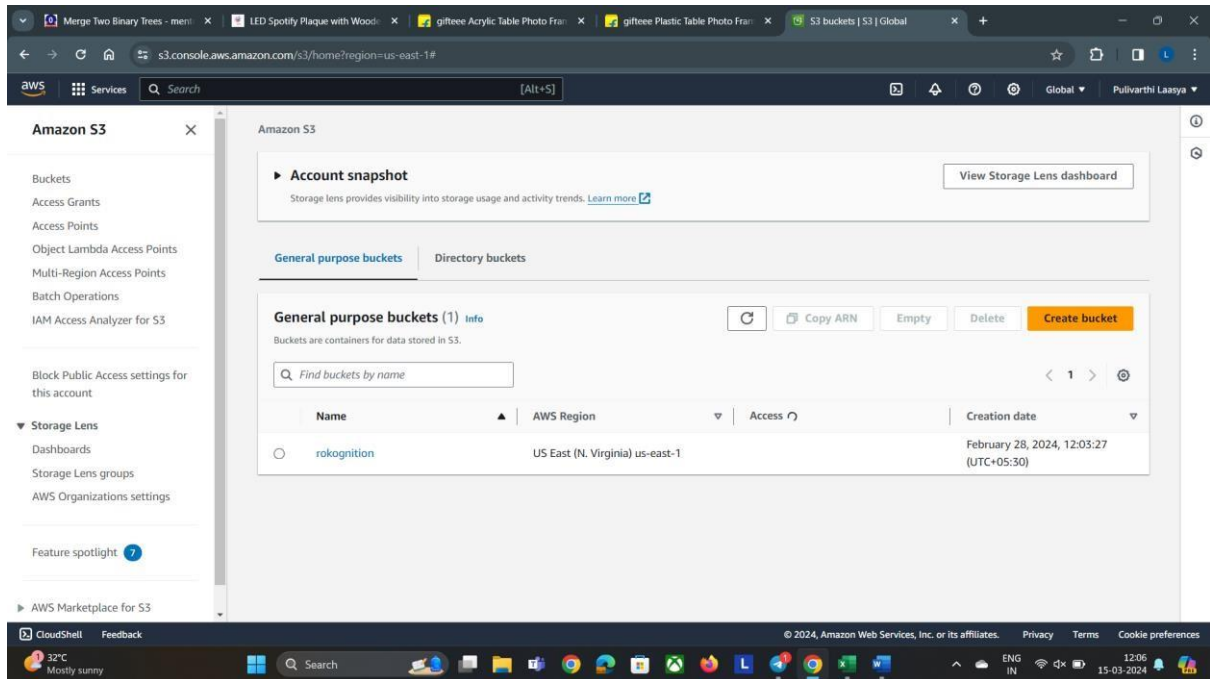 Merge Two Binary Trees - ment
LED Spotify Plaque with Woode
gifteee Acrylic Table Photo Fran
gifteee Plastic Table Photo Fram
S3 buckets | S3 | Global
s3.console.aws.amazon.com/s3/home?region=us-east-1#
L
aws
Services
Search
[Alt+S]
Global
Pulivarthi Laasya
Amazon S3
Buckets
Access Grants
Access Points
Object Lambda Access Points
Multi-Region Access Points
Batch Operations
IAM Access Analyzer for S3
Block Public Access settings for
this account
Storage Lens
Dashboards
Storage Lens groups
AWS Organizations settings
Feature spotlight 7
AWS Marketplace for S3
Amazon S3
Account snapshot
View Storage Lens dashboard
Storage lens provides visibility into storage usage and activity trends. Learn more
General purpose buckets
Directory buckets
General purpose buckets (1) Info
Copy ARN
Empty
Delete
Create bucket
Buckets are containers for data stored in S3.
Find buckets by name
1
Name
AWS Region
Access
Creation date
rokognition
US East (N. Virginia) us-east-1
February 28, 2024, 12:03:27
(UTC+05:30)
CloudShell
Feedback
© 2024, Amazon Web Services, Inc. or its affiliates.
Privacy
Terms
Cookie preferences
1
32°C
Mostly sunny
Search
L
ENG
IN
12:06
15-03-2024